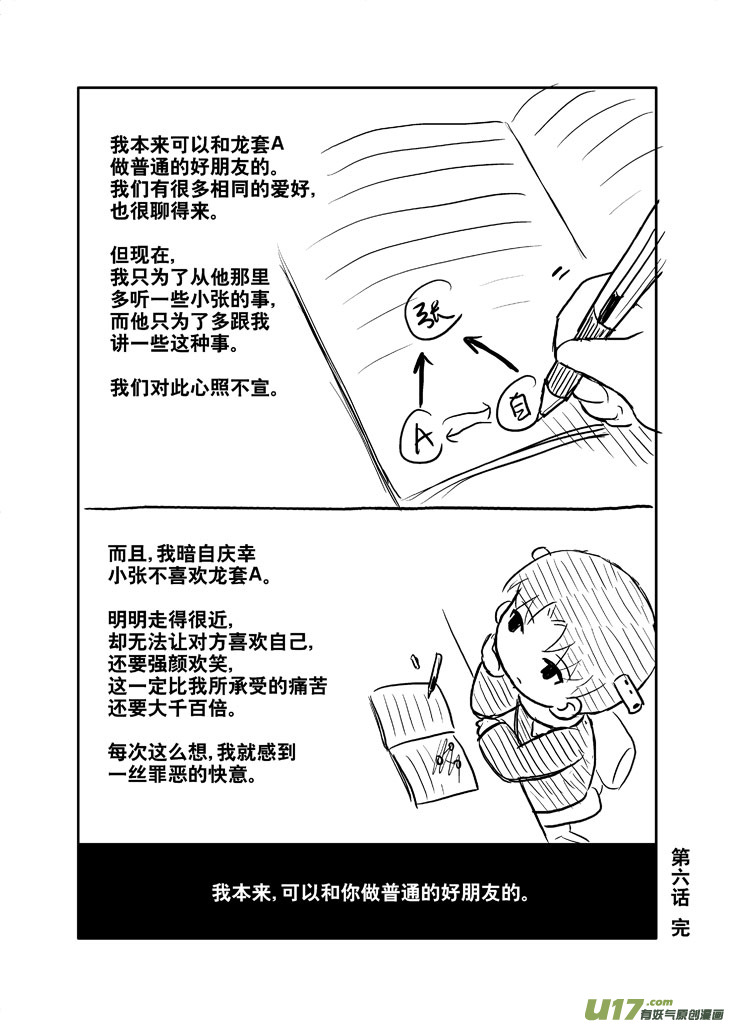 我本来可以和龙套A
做普通的好朋友的。
我们有很多相同的爱好，
也很聊得来。
但现在，
我只为了从他那里
多听一些小张的事，
而他只为了多跟我
讲一些这种事。
我们对此心照不宣。
张
A
自
而且，我暗自庆幸
小张不喜欢龙套A。
明明走得很近，
却无法让对方喜欢自己，
还要强颜欢笑，
这一定比我所承受的痛苦
还要大千百倍。
每次这么想，我就感到
一丝罪恶的快意。
我本来，可以和你做普通的好朋友的。
第六话 完
U17.COM
有妖气原创漫画